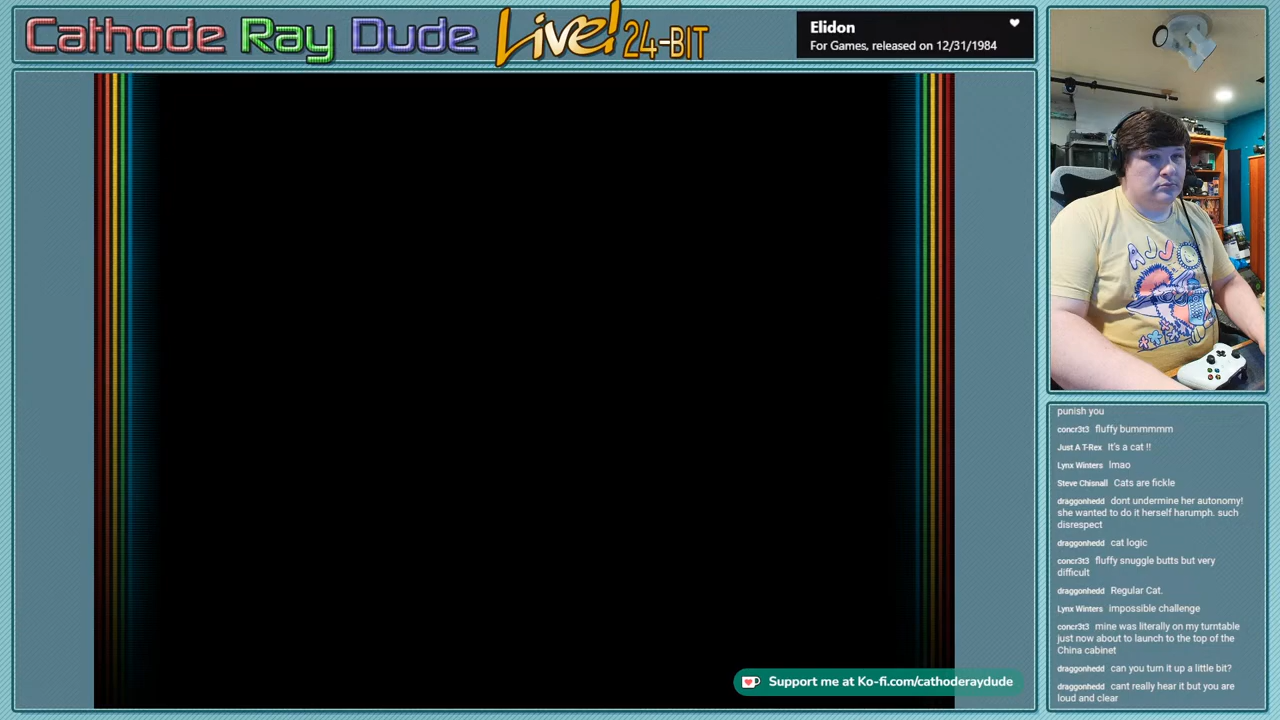 Cathode Ray Dude Live! 24-BIT
Elidon
For Games, released on 12/31/1984
AJJ
punish you
concr3t3 fluffy bummmmm
Just A T-Rex It's a cat !!
Lynx Winters lmao
Steve Chisnall Cats are fickle
draggonhedd dont undermine her autonomy!
she wanted to do it herself harumph. such
disrespect
draggonhedd cat logic
concr3t3 fluffy snuggle butts but very
difficult
draggonhedd Regular Cat.
Lynx Winters impossible challenge
concr3t3 mine was literally on my turntable
just now about to launch to the top of the
China cabinet
draggonhedd can you turn it up a little bit?
draggonhedd cant really hear it but you are
loud and clear
Support me at Ko-fi.com/cathoderaydude